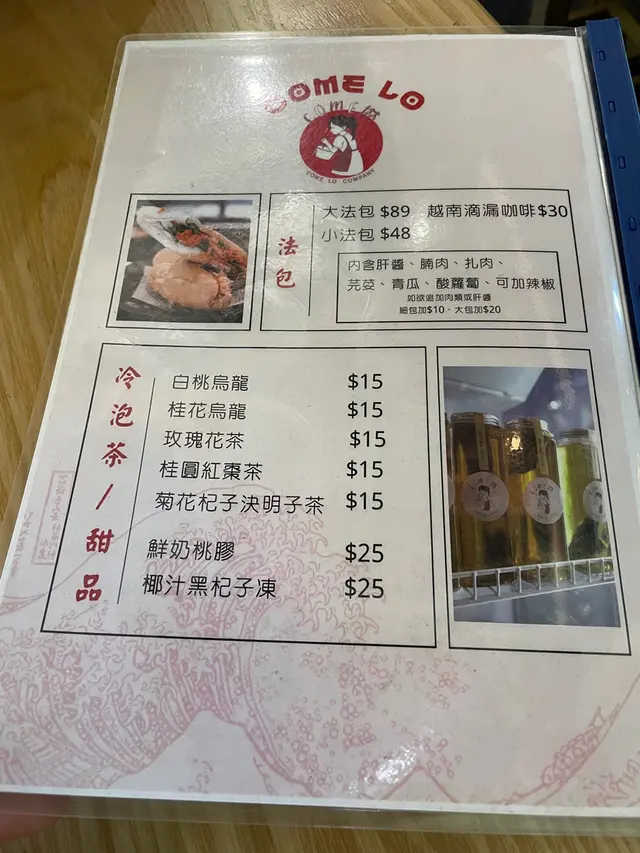 COME LO
SOME LO COMPANY
法包
大法包 $89 越南滴漏咖啡$30
小法包 $48
內含肝醬、腩肉、扎肉、
芫荽、青瓜、酸蘿蔔、可加辣椒
如欲追加肉類或肝醬
細包加$10、大包加$20
冷泡茶/甜品
白桃烏龍 $15
桂花烏龍 $15
玫瑰花茶 $15
桂圓紅棗茶 $15
菊花杞子決明子茶 $15
鮮奶桃膠 $25
椰汁黑杞子凍 $25